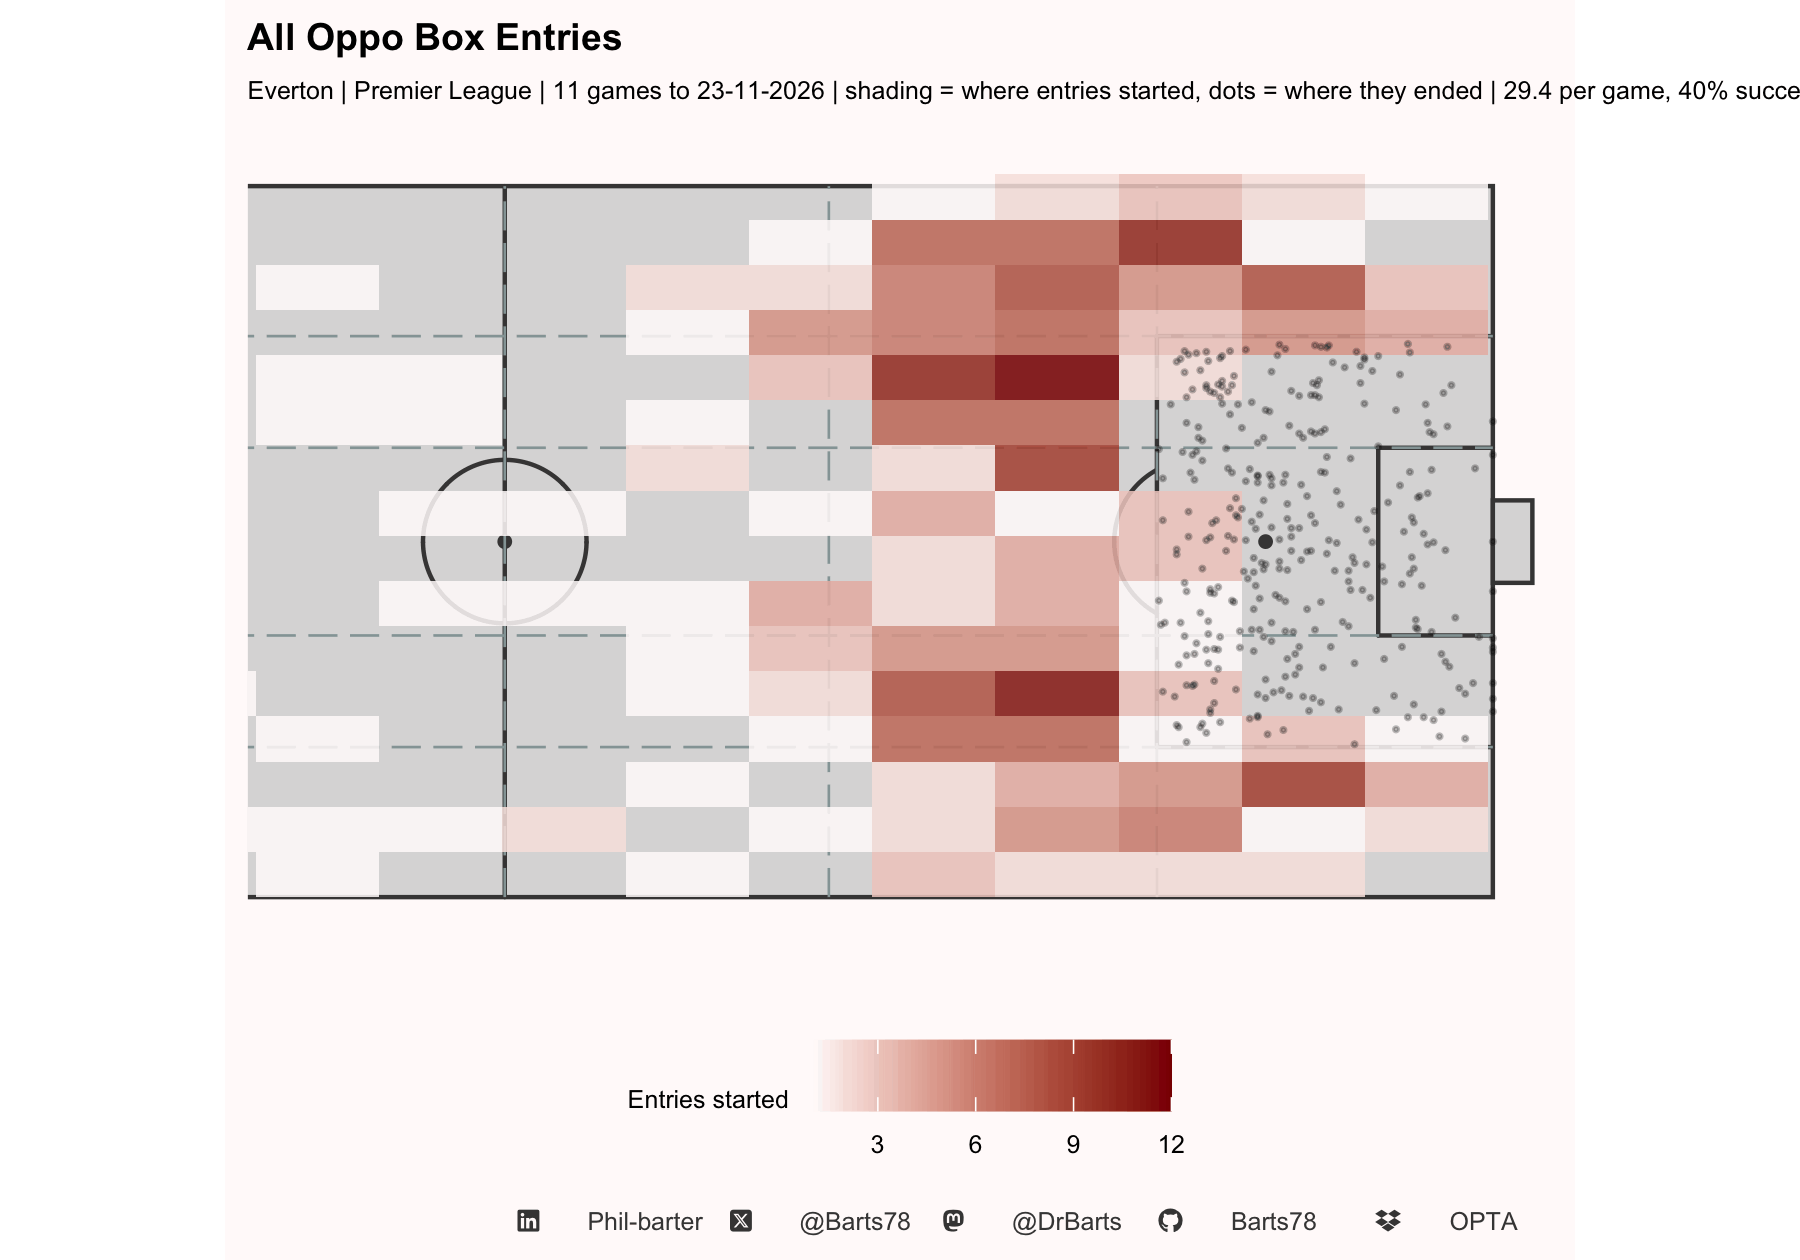 All Oppo Box Entries
Everton | Premier League | 11 games to 23-11-2026 | shading = where entries started, dots = where they ended | 29.4 per game, 40% succe
Entries started
3 6 9 12
Phil-barter @Barts78 @DrBarts Barts78 OPTA